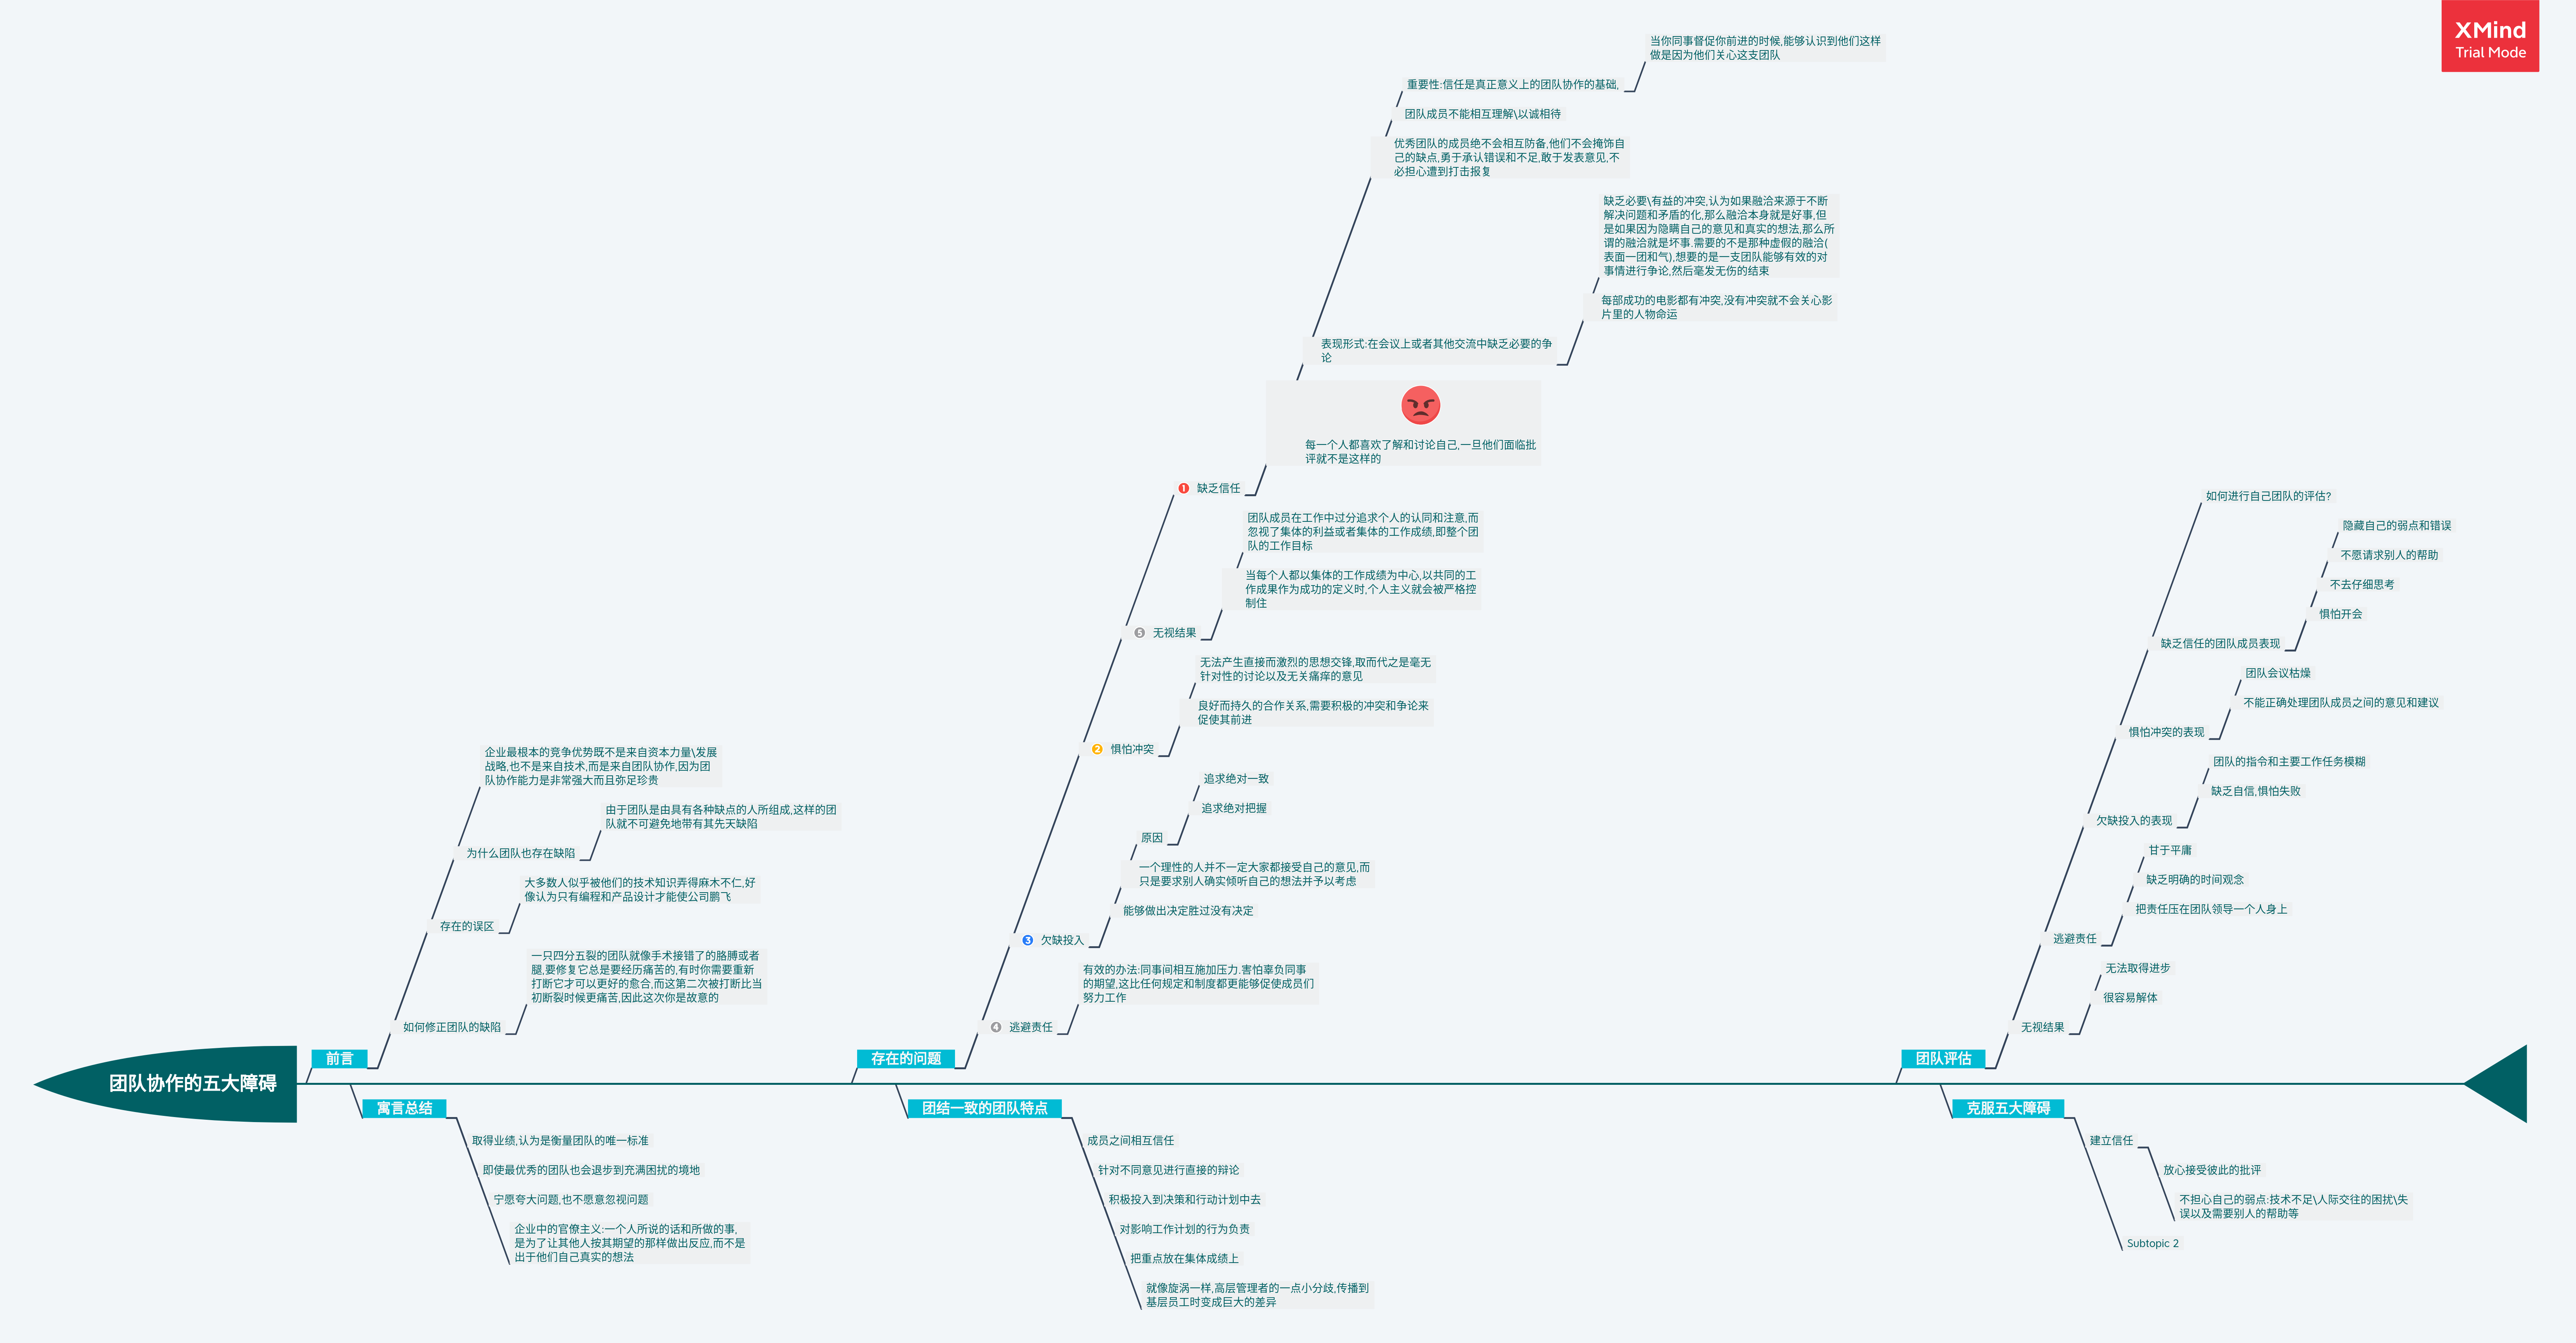 XMind
Trial Mode
团队协作的五大障碍
前言
企业最根本的竞争优势既不是来自资本力量\发展
战略,也不是来自技术,而是来自团队协作,因为团
队协作能力是非常强大而且弥足珍贵
为什么团队也存在缺陷
由于团队是由具有各种缺点的人所组成,这样的团
队就不可避免地带有其先天缺陷
存在的误区
大多数人似乎被他们的技术知识弄得麻木不仁,好
像认为只有编程和产品设计才能使公司鹏飞
如何修正团队的缺陷
一只四分五裂的团队就像手术接错了的胳膊或者
腿,要修复它总是要经历痛苦的,有时你需要重新
打断它才可以更好的愈合,而这第二次被打断比当
初断裂时候更痛苦,因此这次你是故意的
寓言总结
取得业绩,认为是衡量团队的唯一标准
即使最优秀的团队也会退步到充满困扰的境地
宁愿夸大问题,也不愿意忽视问题
企业中的官僚主义:一个人所说的话和所做的事,
是为了让其他人按其期望的那样做出反应,而不是
出于他们自己真实的想法
存在的问题
1 缺乏信任
重要性:信任是真正意义上的团队协作的基础,
当你同事督促你前进的时候,能够认识到他们这样
做是因为他们关心这支团队
团队成员不能相互理解\以诚相待
优秀团队的成员绝不会相互防备,他们不会掩饰自
己的缺点,勇于承认错误和不足,敢于发表意见,不
必担心遭到打击报复
表现形式:在会议上或者其他交流中缺乏必要的争
论
缺乏必要\有益的冲突,认为如果融洽来源于不断
解决问题和矛盾的化,那么融洽本身就是好事,但
是如果因为隐瞒自己的意见和真实的想法,那么所
谓的融洽就是坏事.需要的不是那种虚假的融洽(
表面一团和气),想要的是一支团队能够有效的对
事情进行争论,然后毫发无伤的结束
每部成功的电影都有冲突,没有冲突就不会关心影
片里的人物命运
每一个人都喜欢了解和讨论自己,一旦他们面临批
评就不是这样的
5 无视结果
团队成员在工作中过分追求个人的认同和注意,而
忽视了集体的利益或者集体的工作成绩,即整个团
队的工作目标
当每个人都以集体的工作成绩为中心,以共同的工
作成果作为成功的定义时,个人主义就会被严格控
制住
2 惧怕冲突
无法产生直接而激烈的思想交锋,取而代之是毫无
针对性的讨论以及无关痛痒的意见
良好而持久的合作关系,需要积极的冲突和争论来
促使其前进
3 欠缺投入
原因
追求绝对一致
追求绝对把握
一个理性的人并不一定大家都接受自己的意见,而
只是要求别人确实倾听自己的想法并予以考虑
能够做出决定胜过没有决定
4 逃避责任
有效的办法:同事间相互施加压力.害怕辜负同事
的期望,这比任何规定和制度都更能够促使成员们
努力工作
团结一致的团队特点
成员之间相互信任
针对不同意见进行直接的辩论
积极投入到决策和行动计划中去
对影响工作计划的行为负责
把重点放在集体成绩上
就像旋涡一样,高层管理者的一点小分歧,传播到
基层员工时变成巨大的差异
团队评估
如何进行自己团队的评估?
缺乏信任的团队成员表现
隐藏自己的弱点和错误
不愿请求别人的帮助
不去仔细思考
惧怕开会
惧怕冲突的表现
团队会议枯燥
不能正确处理团队成员之间的意见和建议
欠缺投入的表现
团队的指令和主要工作任务模糊
缺乏自信,惧怕失败
逃避责任
甘于平庸
缺乏明确的时间观念
把责任压在团队领导一个人身上
无视结果
无法取得进步
很容易解体
克服五大障碍
建立信任
放心接受彼此的批评
不担心自己的弱点:技术不足\人际交往的困扰\失
误以及需要别人的帮助等
Subtopic 2